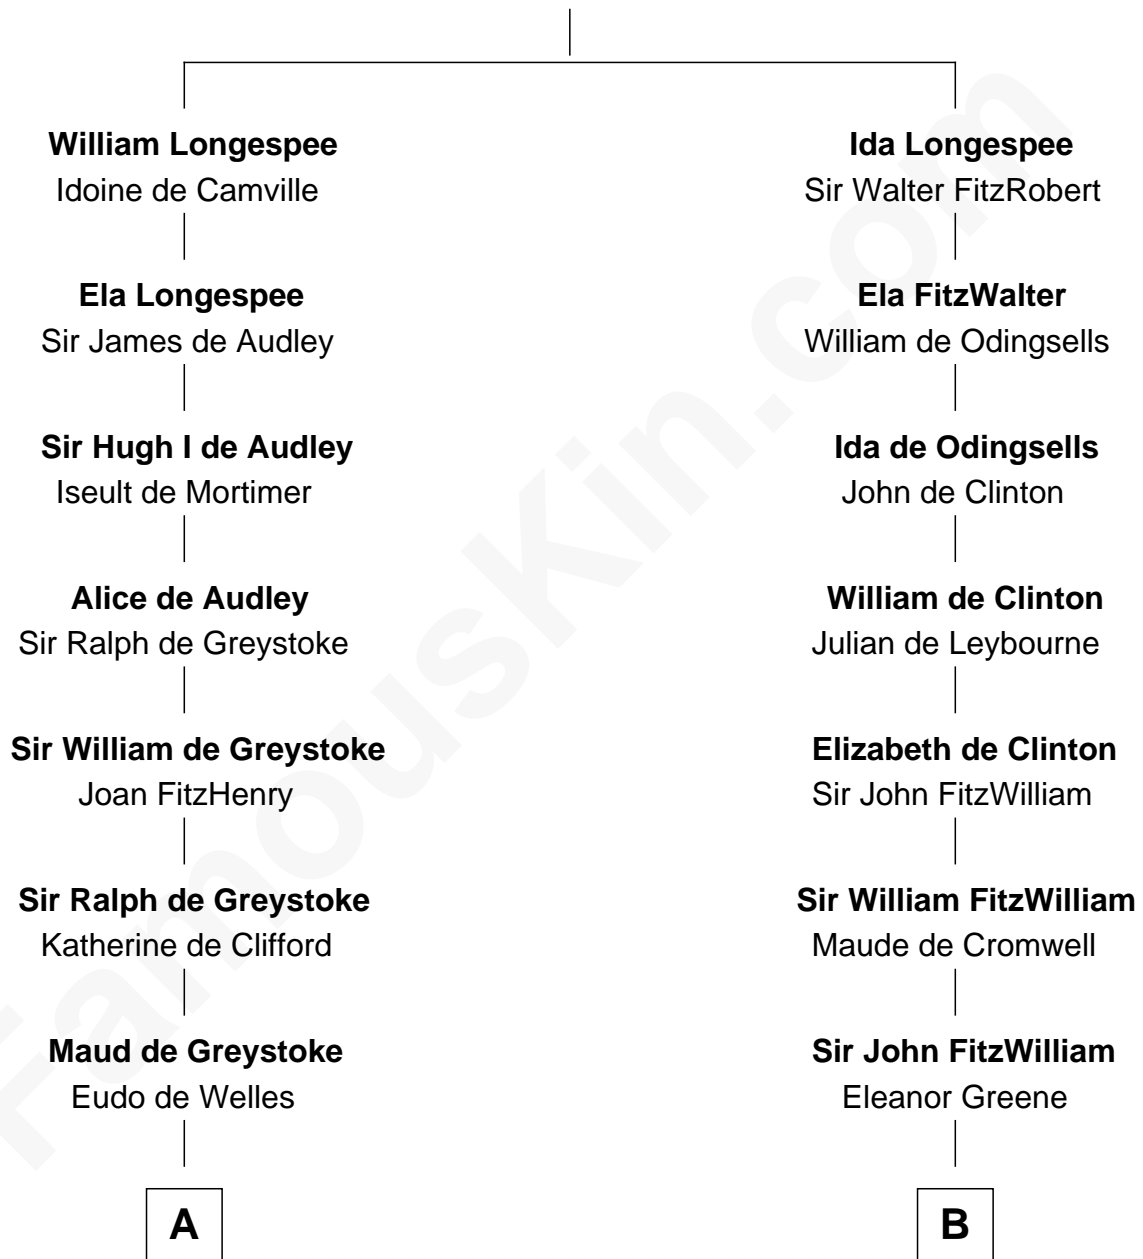 William Longespee
Idoine de Camville
Ela Longespee
Sir James de Audley
Sir Hugh I de Audley
Iseult de Mortimer
Alice de Audley
Sir Ralph de Greystoke
Sir William de Greystoke
Joan FitzHenry
Sir Ralph de Greystoke
Katherine de Clifford
Maud de Greystoke
Eudo de Welles
A
Ida Longespee
Sir Walter FitzRobert
Ela FitzWalter
William de Odingsells
Ida de Odingsells
John de Clinton
William de Clinton
Julian de Leybourne
Elizabeth de Clinton
Sir John FitzWilliam
Sir William FitzWilliam
Maude de Cromwell
Sir John FitzWilliam
Eleanor Greene
B
FamousKin.com